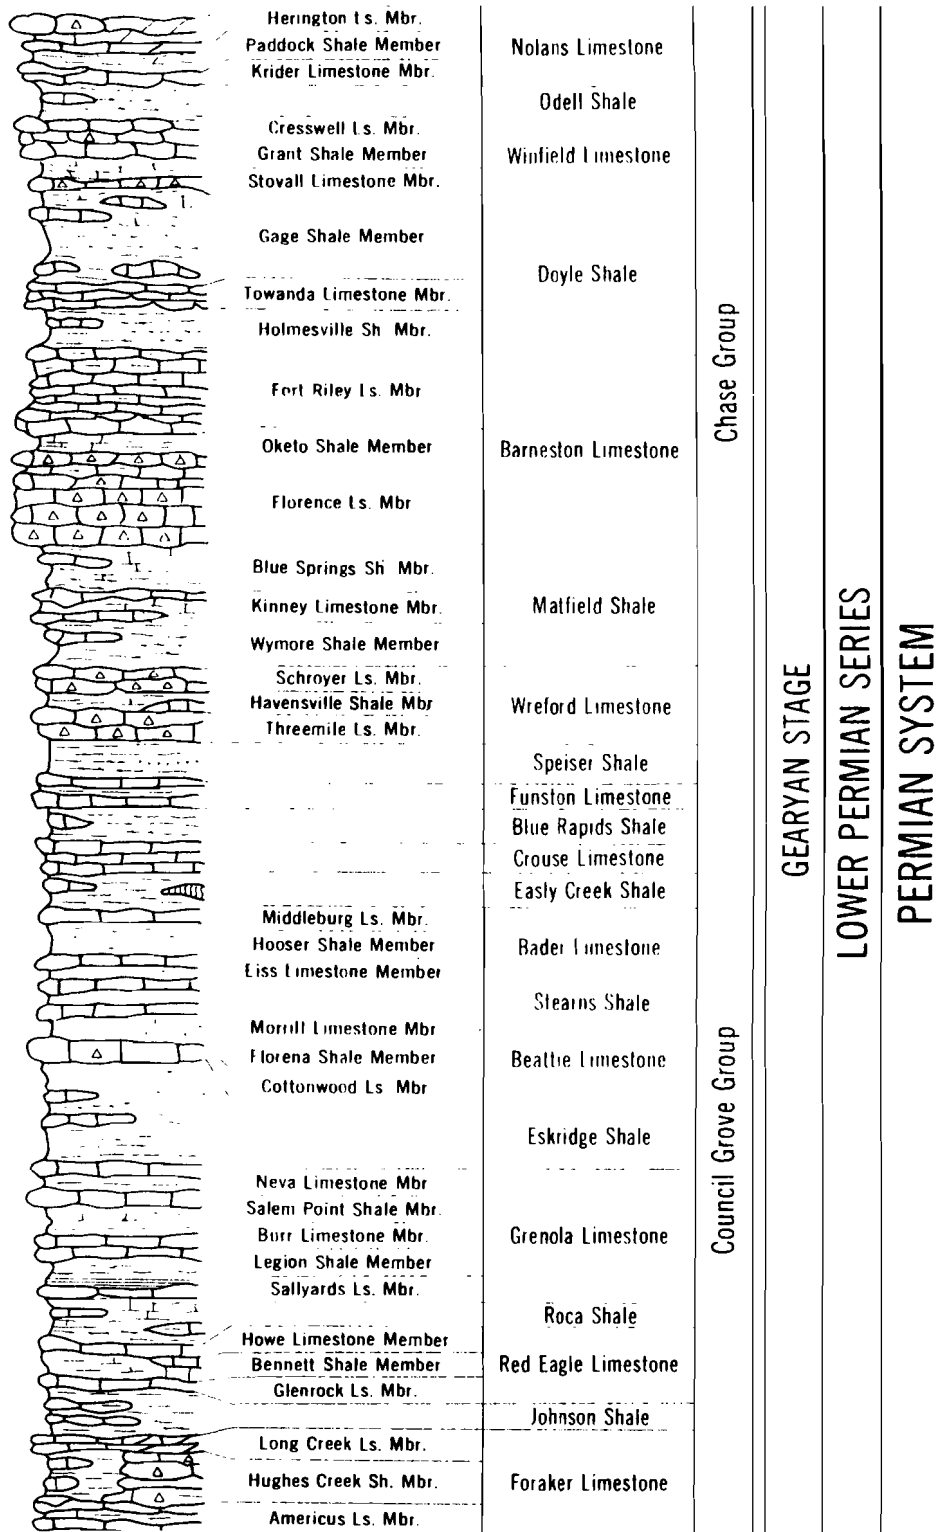 Herington Ls. Mbr.
Paddock Shale Member
Krider Limestone Mbr.
Nolans Limestone
Odell Shale
Cresswell Ls. Mbr.
Grant Shale Member
Stovall Limestone Mbr.
Winfield Limestone
Gage Shale Member
Towanda Limestone Mbr.
Holmesville Sh Mbr.
Doyle Shale
Fort Riley Ls. Mbr
Oketo Shale Member
Florence Ls. Mbr
Barneston Limestone
Blue Springs Sh Mbr.
Kinney Limestone Mbr.
Wymore Shale Member
Matfield Shale
Schroyer Ls. Mbr.
Havensville Shale Mbr
Threemile Ls. Mbr.
Wreford Limestone
Speiser Shale
Funston Limestone
Blue Rapids Shale
Crouse Limestone
Easly Creek Shale
Middleburg Ls. Mbr.
Hooser Shale Member
Eiss Limestone Member
Bader Limestone
Stearns Shale
Morrill Limestone Mbr
Florena Shale Member
Cottonwood Ls Mbr
Beattie Limestone
Eskridge Shale
Neva Limestone Mbr
Salem Point Shale Mbr.
Burr Limestone Mbr.
Legion Shale Member
Sallyards Ls. Mbr.
Grenola Limestone
Roca Shale
Howe Limestone Member
Bennett Shale Member
Glenrock Ls. Mbr.
Red Eagle Limestone
Johnson Shale
Long Creek Ls. Mbr.
Hughes Creek Sh. Mbr.
Americus Ls. Mbr.
Foraker Limestone
Chase Group
Council Grove Group
GEARYAN STAGE
LOWER PERMIAN SERIES
PERMIAN SYSTEM